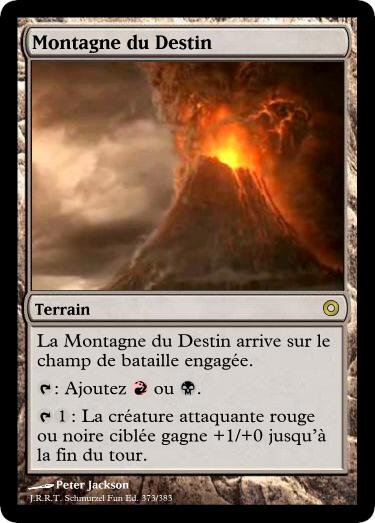 Montagne du Destin
Terrain
La Montagne du Destin arrive sur le
champ de bataille engagée.
: Ajoutez ou .
1 : La créature attaquante rouge
ou noire ciblée gagne +1/+0 jusqu'à
la fin du tour.
Peter Jackson
J.R.R.T. Schmurzel Fun Ed. 373/383